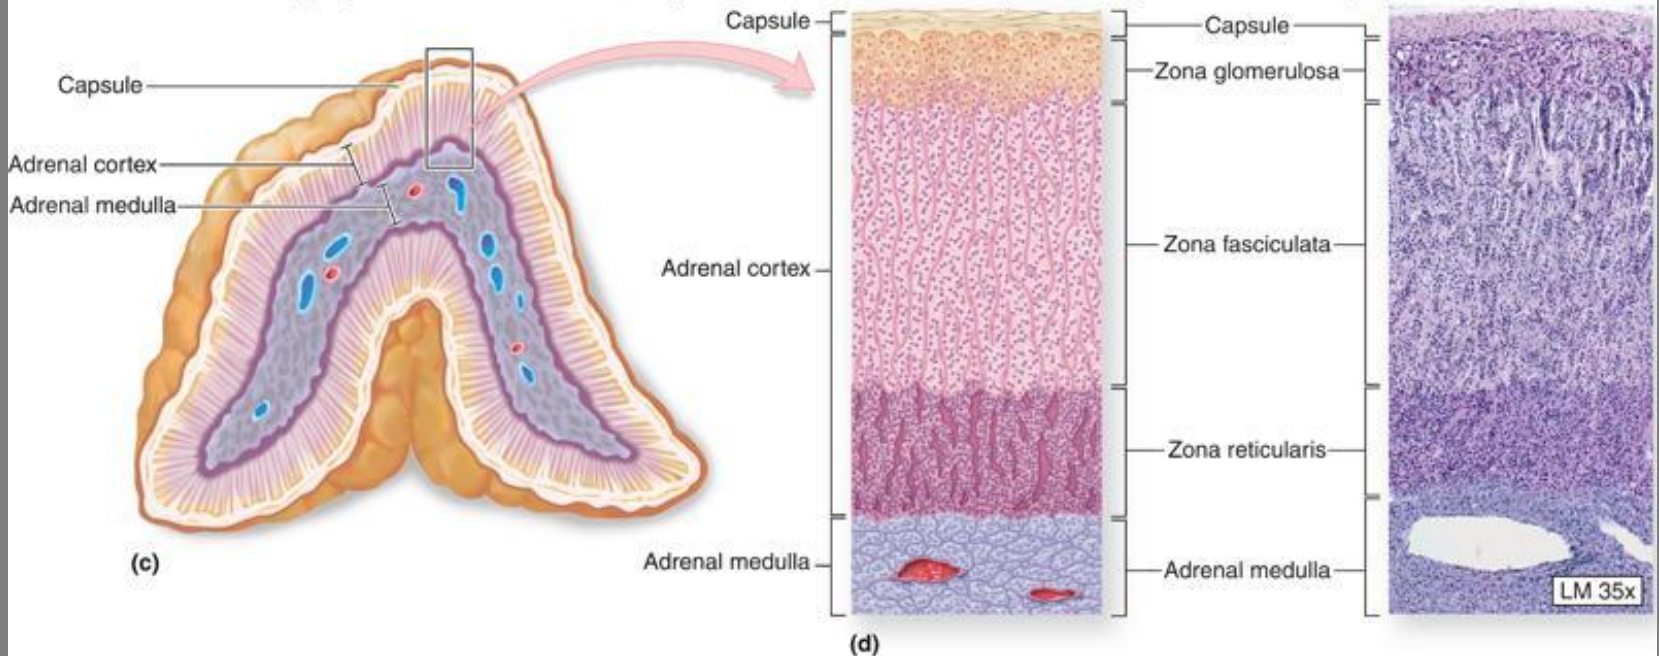 Capsule
Adrenal cortex
Adrenal medulla
(c)
Capsule
Adrenal cortex
Adrenal medulla
(d)
Capsule
Zona glomerulosa
Zona fasciculata
Zona reticularis
Adrenal medulla
LM 35x